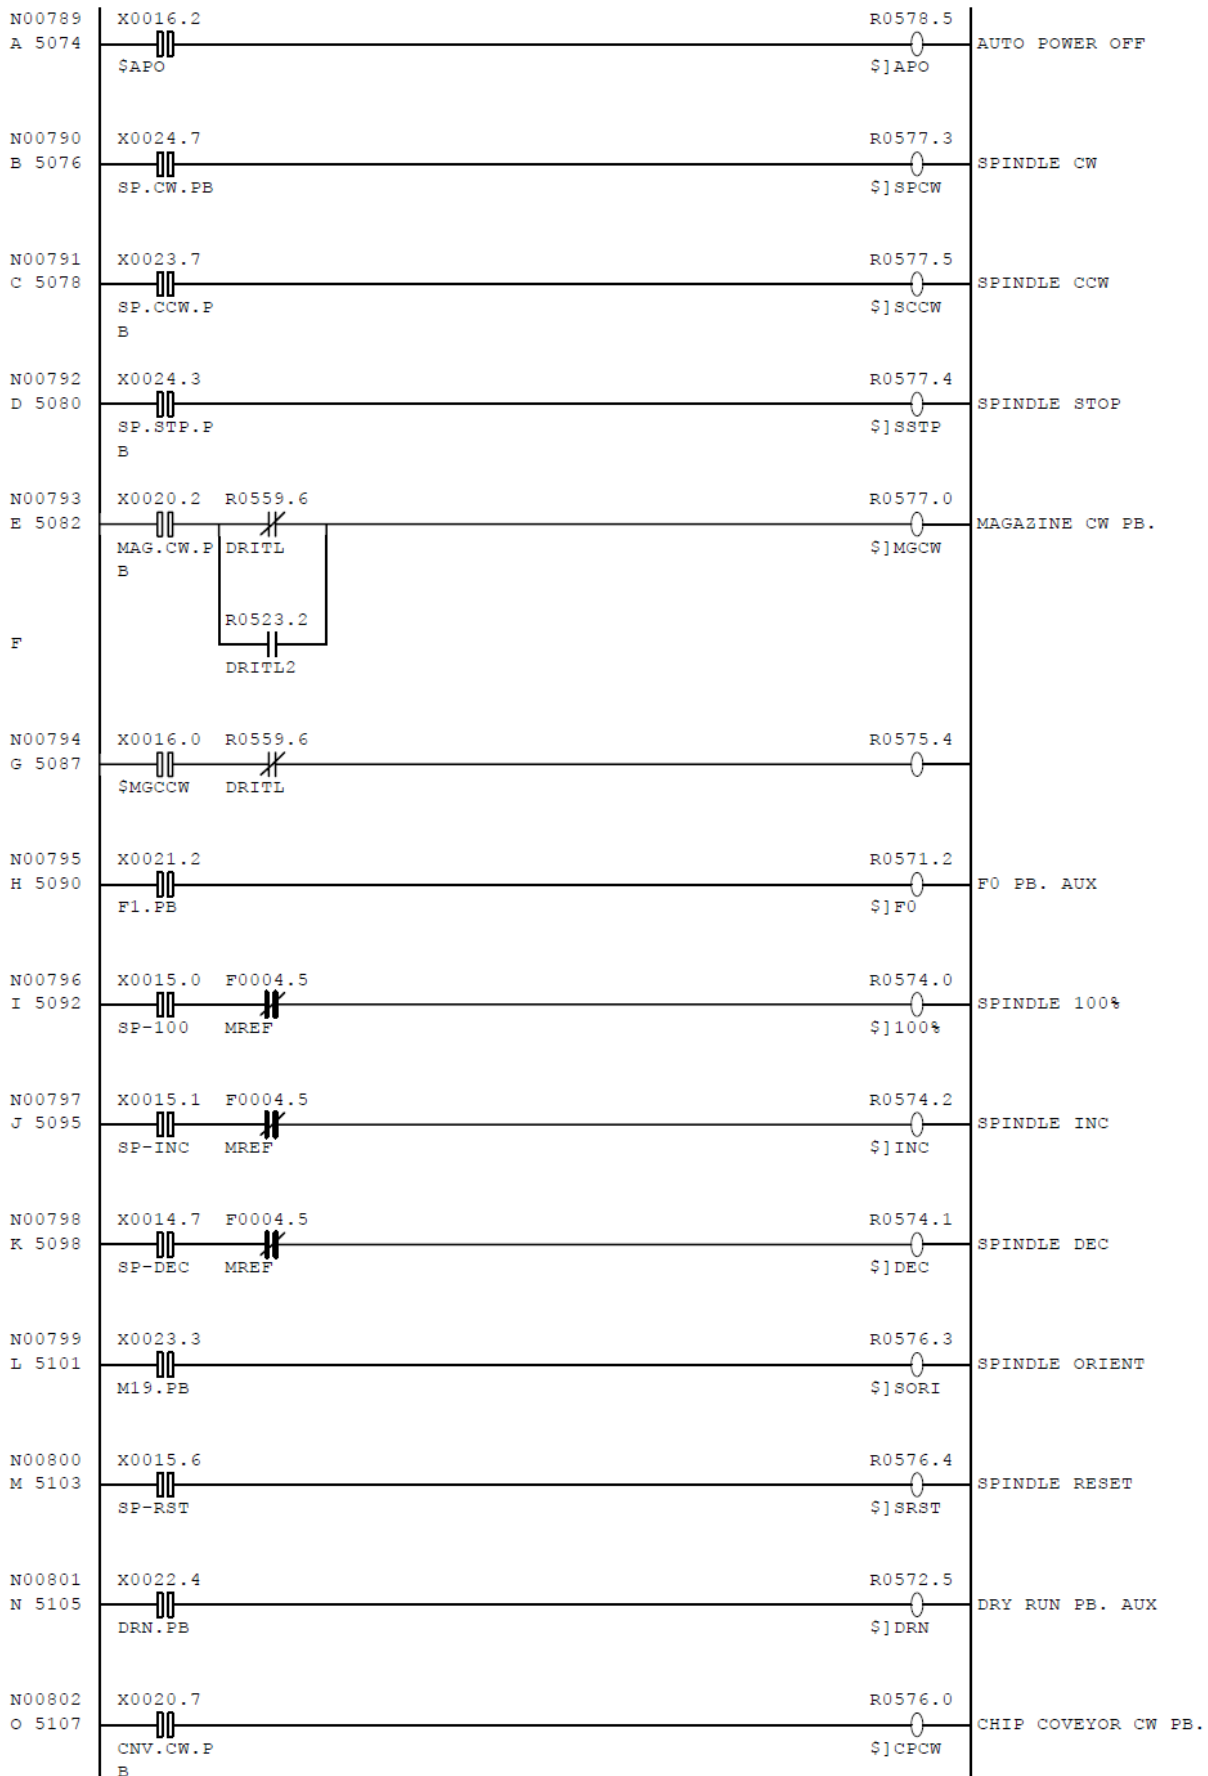 N00789 X0016.2 R0578.5
A 5074 AUTO POWER OFF
$APO $]APO
N00790 X0024.7 R0577.3
B 5076 SPINDLE CW
SP.CW.PB $]SPCW
N00791 X0023.7 R0577.5
C 5078 SPINDLE CCW
SP.CCW.P $]SCCW
B
N00792 X0024.3 R0577.4
D 5080 SPINDLE STOP
SP.STP.P $]SSTP
B
N00793 X0020.2 R0559.6 R0577.0
E 5082 MAGAZINE CW PB.
MAG.CW.P DRITL $]MGCW
B
R0523.2
F
DRITL2
N00794 X0016.0 R0559.6 R0575.4
G 5087
$MGCCW DRITL
N00795 X0021.2 R0571.2
H 5090 F0 PB. AUX
F1.PB $]F0
N00796 X0015.0 F0004.5 R0574.0
I 5092 SPINDLE 100%
SP-100 MREF $]100%
N00797 X0015.1 F0004.5 R0574.2
J 5095 SPINDLE INC
SP-INC MREF $]INC
N00798 X0014.7 F0004.5 R0574.1
K 5098 SPINDLE DEC
SP-DEC MREF $]DEC
N00799 X0023.3 R0576.3
L 5101 SPINDLE ORIENT
M19.PB $]SORI
N00800 X0015.6 R0576.4
M 5103 SPINDLE RESET
SP-RST $]SRST
N00801 X0022.4 R0572.5
N 5105 DRY RUN PB. AUX
DRN.PB $]DRN
N00802 X0020.7 R0576.0
O 5107 CHIP COVEYOR CW PB.
CNV.CW.P $]CPCW
B